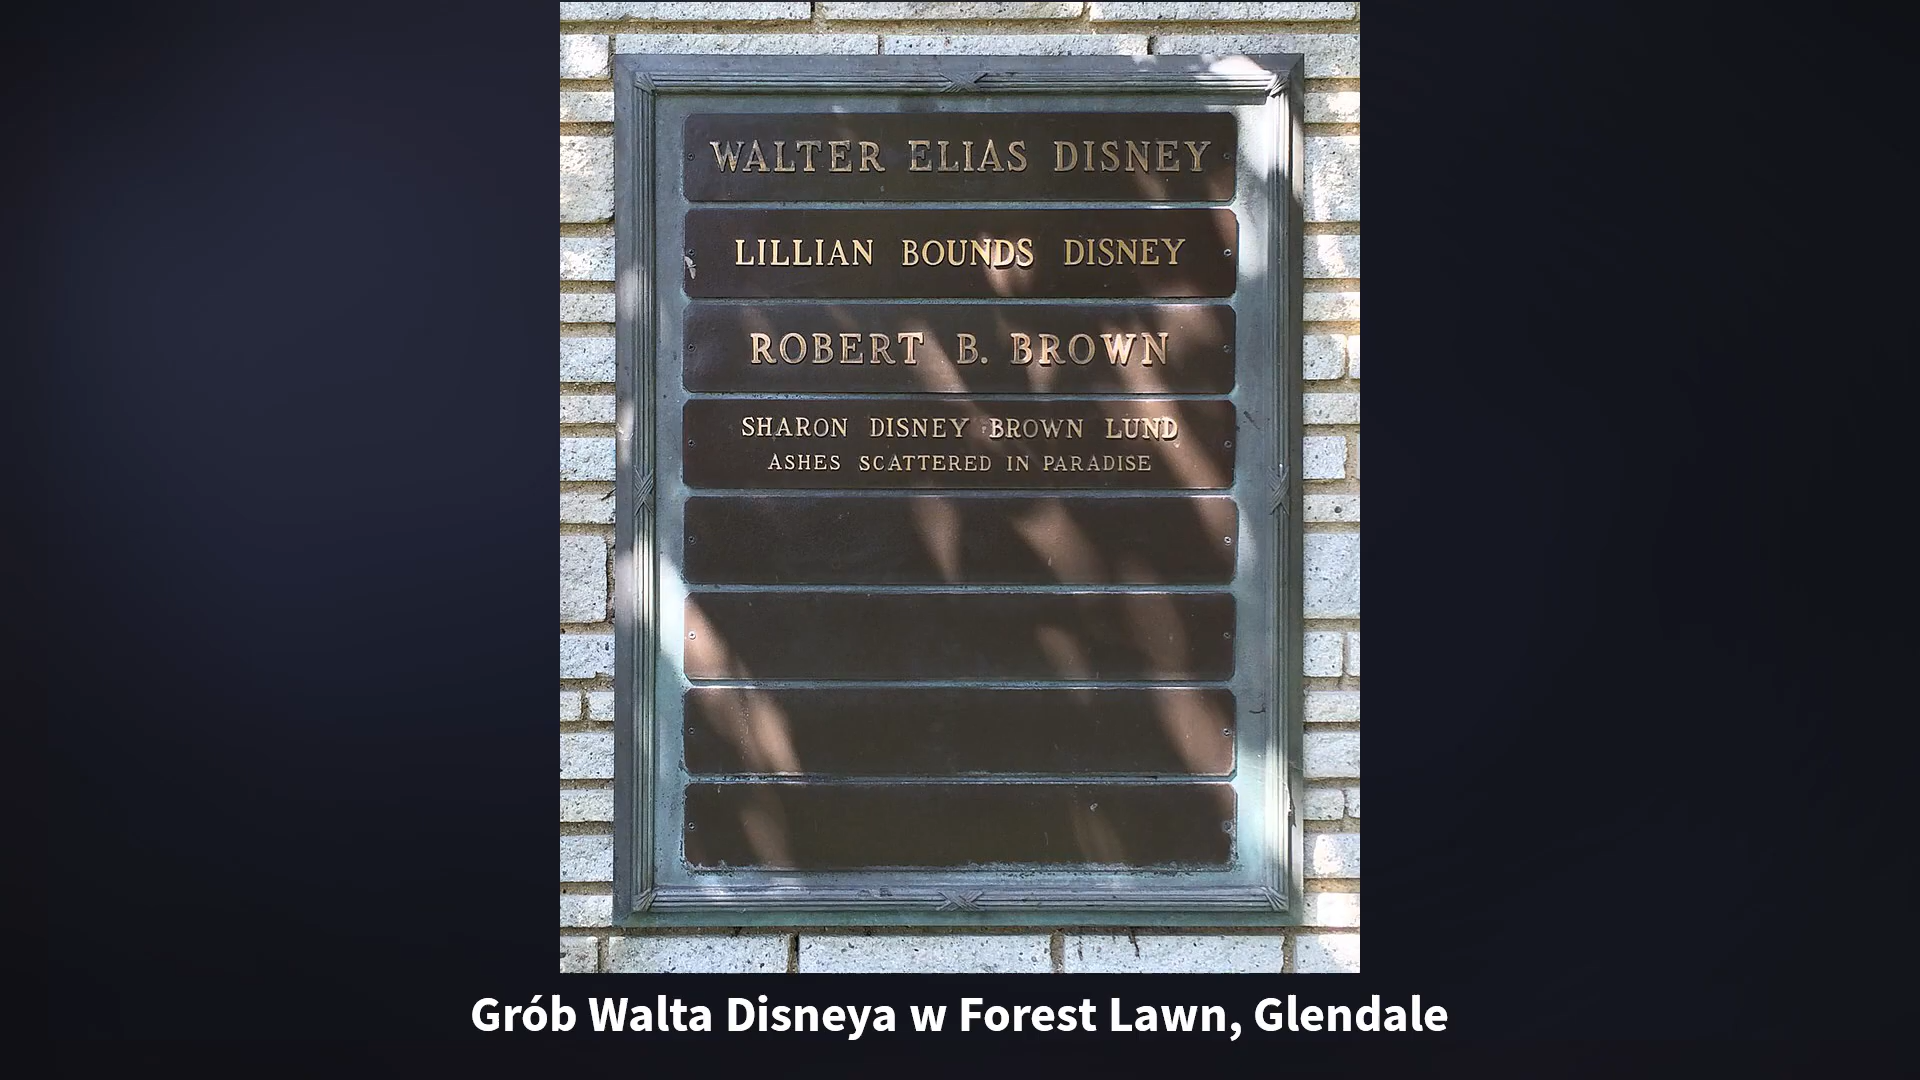 WALTER ELIAS DISNEY
LILLIAN BOUNDS DISNEY
ROBERT B. BROWN
SHARON DISNEY BROWN LUND
ASHES SCATTERED IN PARADISE
Grób Walta Disneya w Forest Lawn, Glendale